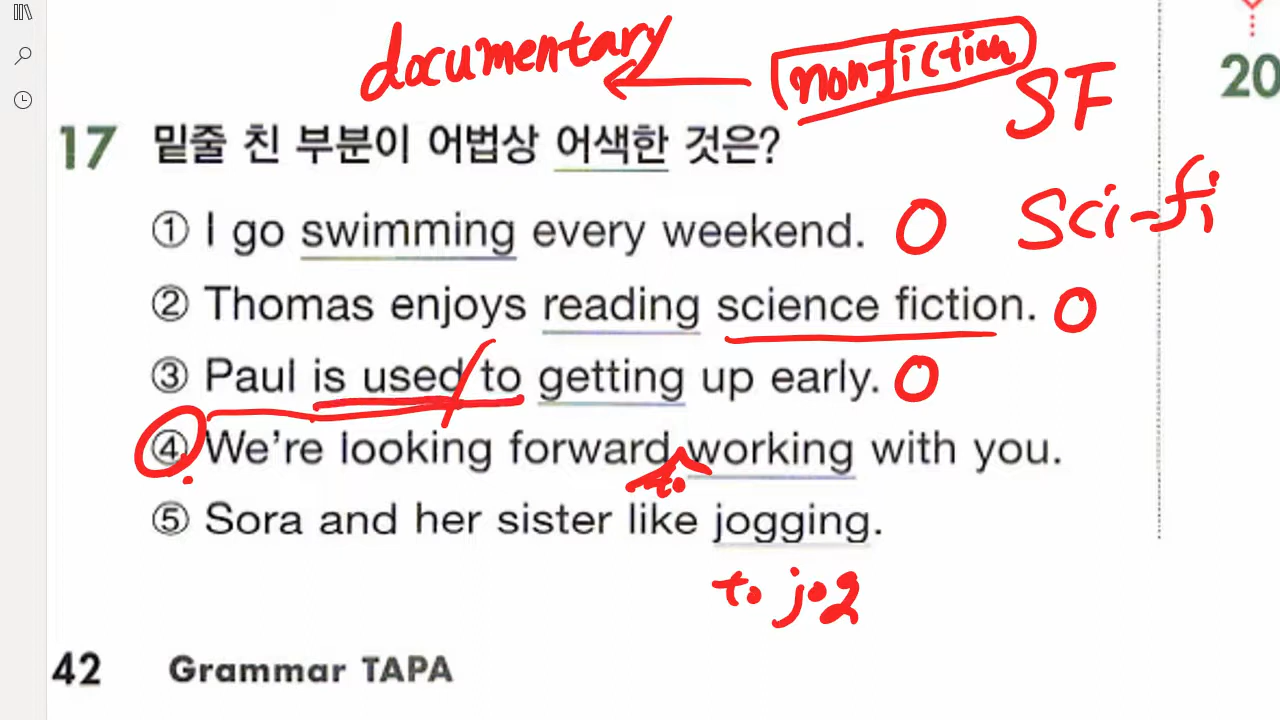 documentary
nonfiction
SF
20
17 밑줄 친 부분이 어법상 어색한 것은?
① I go swimming every weekend. O
Sci-fi
② Thomas enjoys reading science fiction. O
③ Paul is used to getting up early. O
④ We're looking forward working with you.
to
⑤ Sora and her sister like jogging.
to jog
42 Grammar TAPA